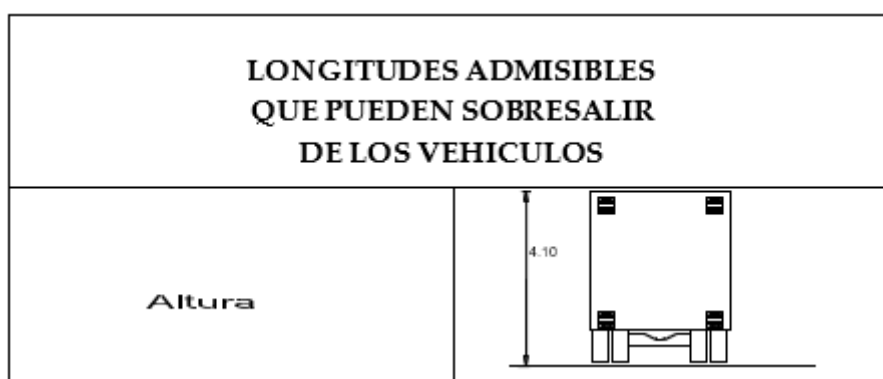 LONGITUDES ADMISIBLES
QUE PUEDEN SOBRESALIR
DE LOS VEHICULOS
Altura
4.10